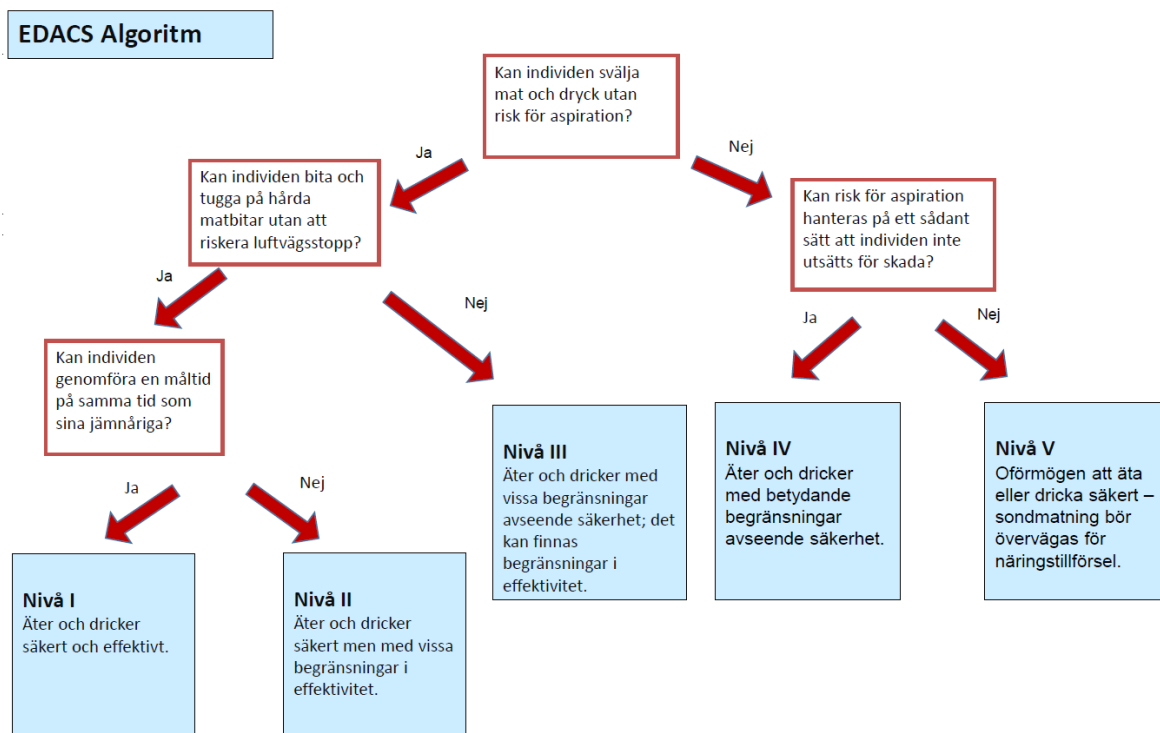 EDACS Algoritm
Kan individen svälja
mat och dryck utan
risk för aspiration?
Ja
Nej
Kan individen bita och
tugga på hårda
matbitar utan att
riskera luftvägsstopp?
Kan risk för aspiration
hanteras på ett sådant
sätt att individen inte
utsätts för skada?
Ja
Nej
Ja
Nej
Kan individen
genomföra en måltid
på samma tid som
sina jämnåriga?
Ja
Nej
Nivå I
Äter och dricker
säkert och effektivt.
Nivå II
Äter och dricker
säkert men med vissa
begränsningar i
effektivitet.
Nivå III
Äter och dricker med
vissa begränsningar
avseende säkerhet; det
kan finnas
begränsningar i
effektivitet.
Nivå IV
Äter och dricker
med betydande
begränsningar
avseende säkerhet.
Nivå V
Oförmögen att äta
eller dricka säkert –
sondmatning bör
övervägas för
näringstillförsel.